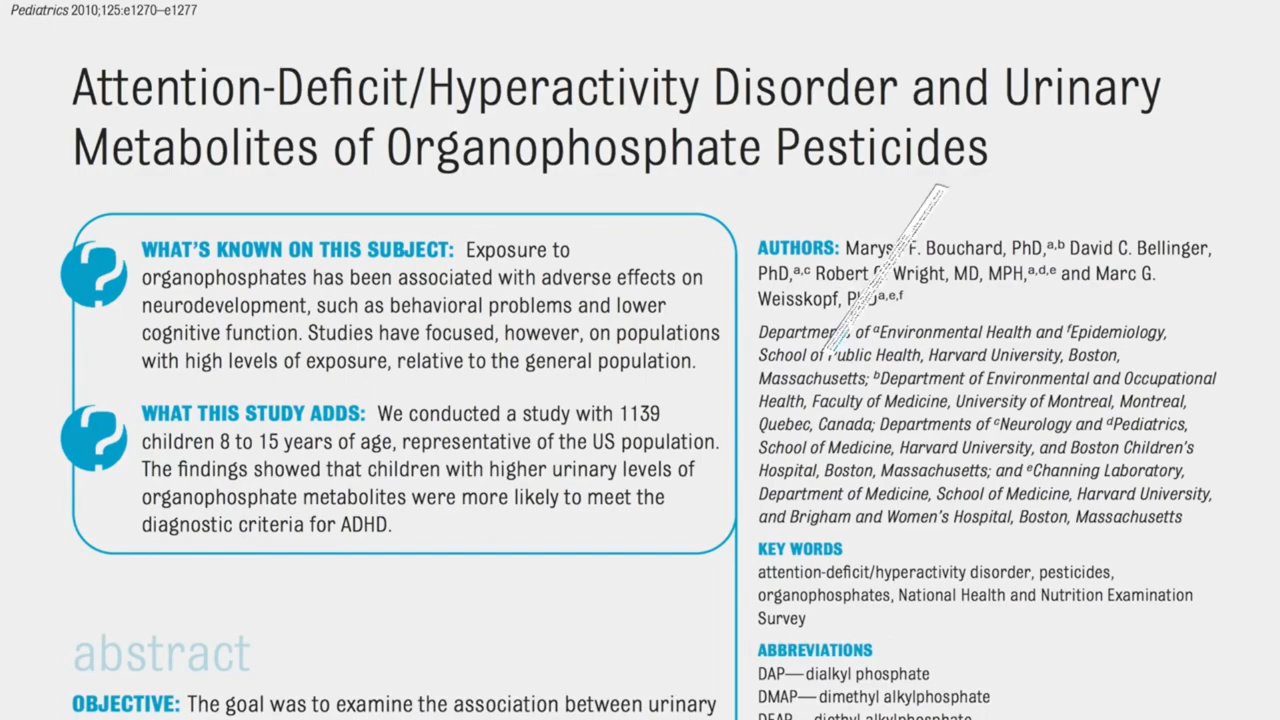 Pediatrics 2010;125:e1270–e1277
Attention-Deficit/Hyperactivity Disorder and Urinary
Metabolites of Organophosphate Pesticides
WHAT'S KNOWN ON THIS SUBJECT: Exposure to
organophosphates has been associated with adverse effects on
neurodevelopment, such as behavioral problems and lower
cognitive function. Studies have focused, however, on populations
with high levels of exposure, relative to the general population.
WHAT THIS STUDY ADDS: We conducted a study with 1139
children 8 to 15 years of age, representative of the US population.
The findings showed that children with higher urinary levels of
organophosphate metabolites were more likely to meet the
diagnostic criteria for ADHD.
abstract
OBJECTIVE: The goal was to examine the association between urinary
AUTHORS: F. Bouchard, PhD,a,b David C. Bellinger,
PhD,a,c Robert Wright, MD, MPH,a,d,e and Marc G.
Weisskopf, a,e,f
of aEnvironmental Health and fEpidemiology,
School of Public Health, Harvard University, Boston,
Massachusetts; bDepartment of Environmental and Occupational
Health, Faculty of Medicine, University of Montreal, Montreal,
Quebec, Canada; Departments of cNeurology and dPediatrics,
School of Medicine, Harvard University, and Boston Children's
Hospital, Boston, Massachusetts; and eChanning Laboratory,
Department of Medicine, School of Medicine, Harvard University,
and Brigham and Women's Hospital, Boston, Massachusetts
KEY WORDS
attention-deficit/hyperactivity disorder, pesticides,
organophosphates, National Health and Nutrition Examination
Survey
ABBREVIATIONS
DAP—dialkyl phosphate
DMAP—dimethyl alkylphosphate
DEAP—diethyl alkylphosphate